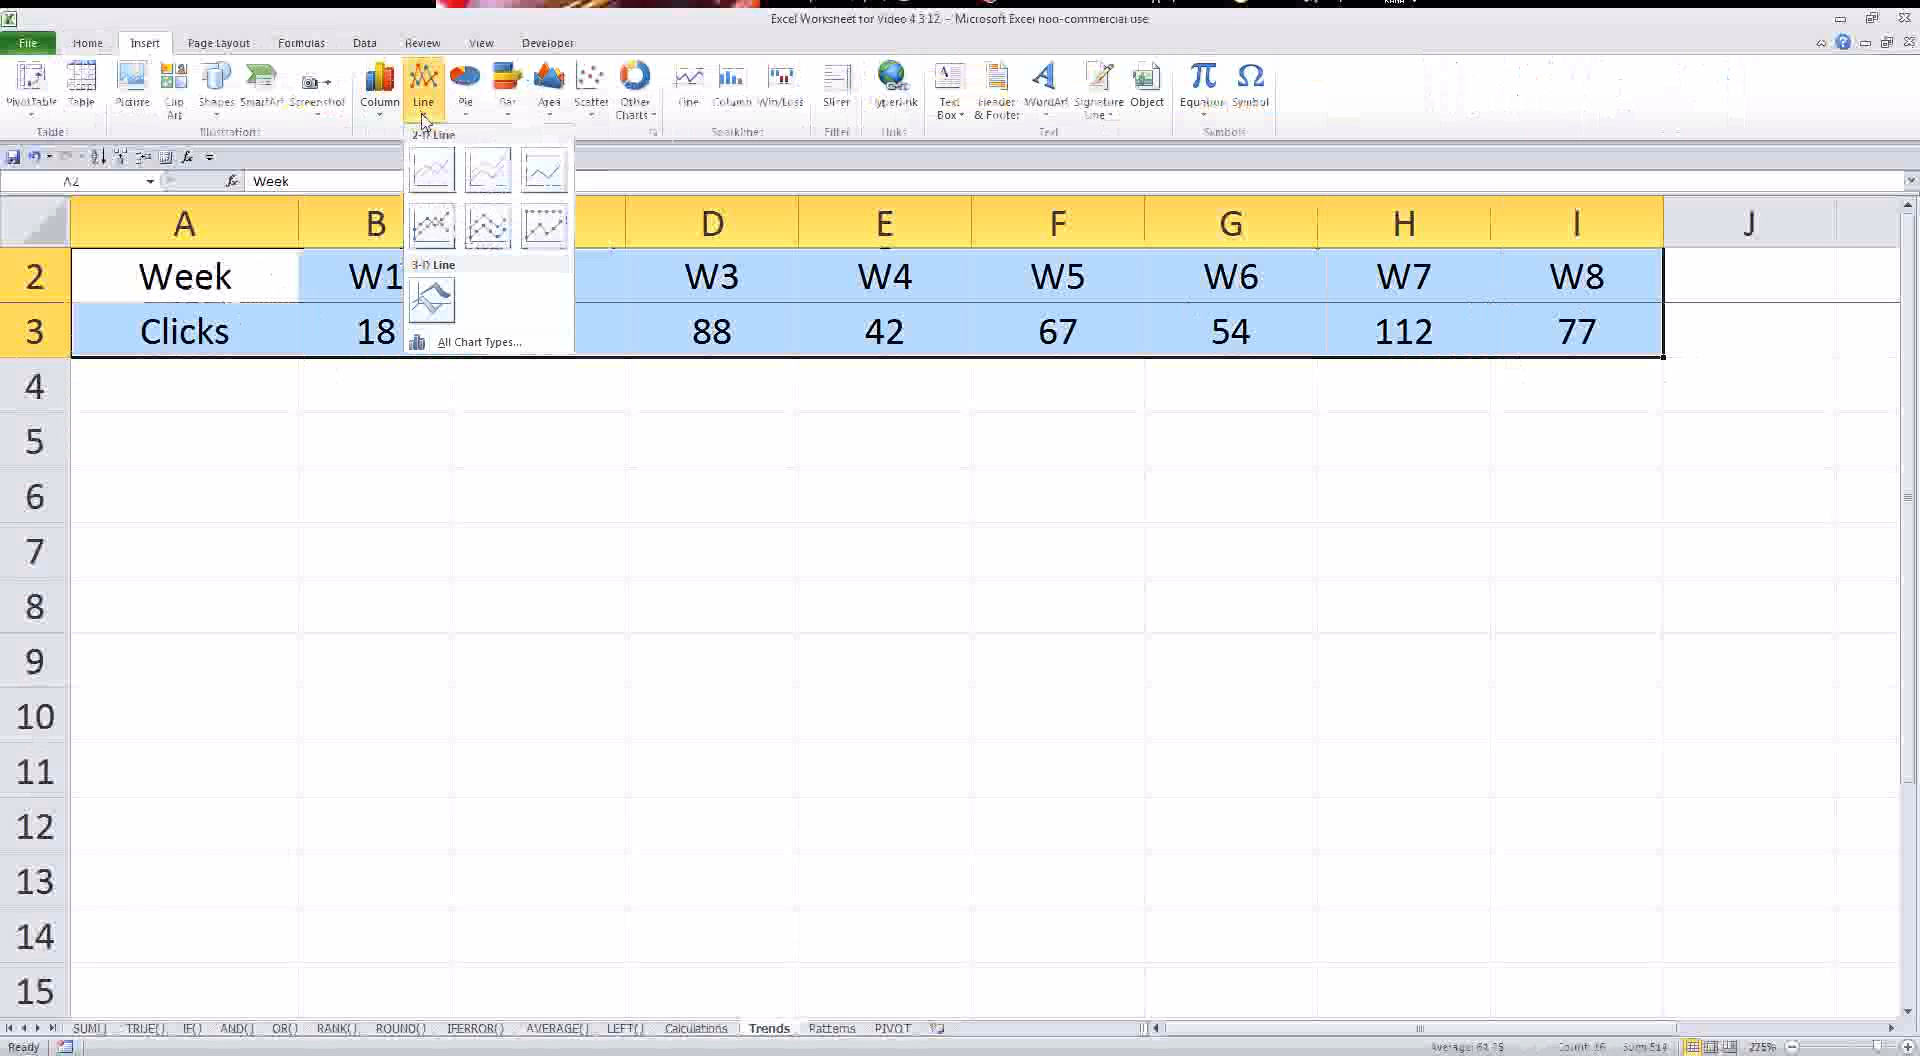 Excel Worksheet for Video 4.3.12. - Microsoft Excel non-commercial use
File Home Insert Page Layout Formulas Data Review View Developer
PivotTable Table Picture Clip Art Shapes SmartArt Screenshot Column Line Pie Bar Area Scatter Other Charts Line Column Win/Loss Slicer Hyperlink Text Box Header & Footer WordArt Signature Line Object Equation Symbol
Tables Illustrations Sparklines Filter Links Text Symbols
2-D Line
A2 fx Week
A B D E F G H I J
2 Week W1 W3 W4 W5 W6 W7 W8
3-D Line
3 Clicks 18 88 42 67 54 112 77
All Chart Types...
4
5
6
7
8
9
10
11
12
13
14
15
SUM() TRUE() IF() AND() OR() RANK() ROUND() IFERROR() AVERAGE() LEFT() Calculations Trends Patterns PIVOT
Ready Average: 64.25 Count: 16 Sum: 514 225%